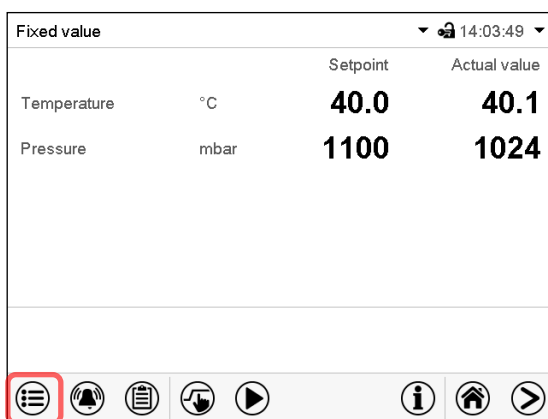 Fixed value 14:03:49
Setpoint Actual value
Temperature °C 40.0 40.1
Pressure mbar 1100 1024